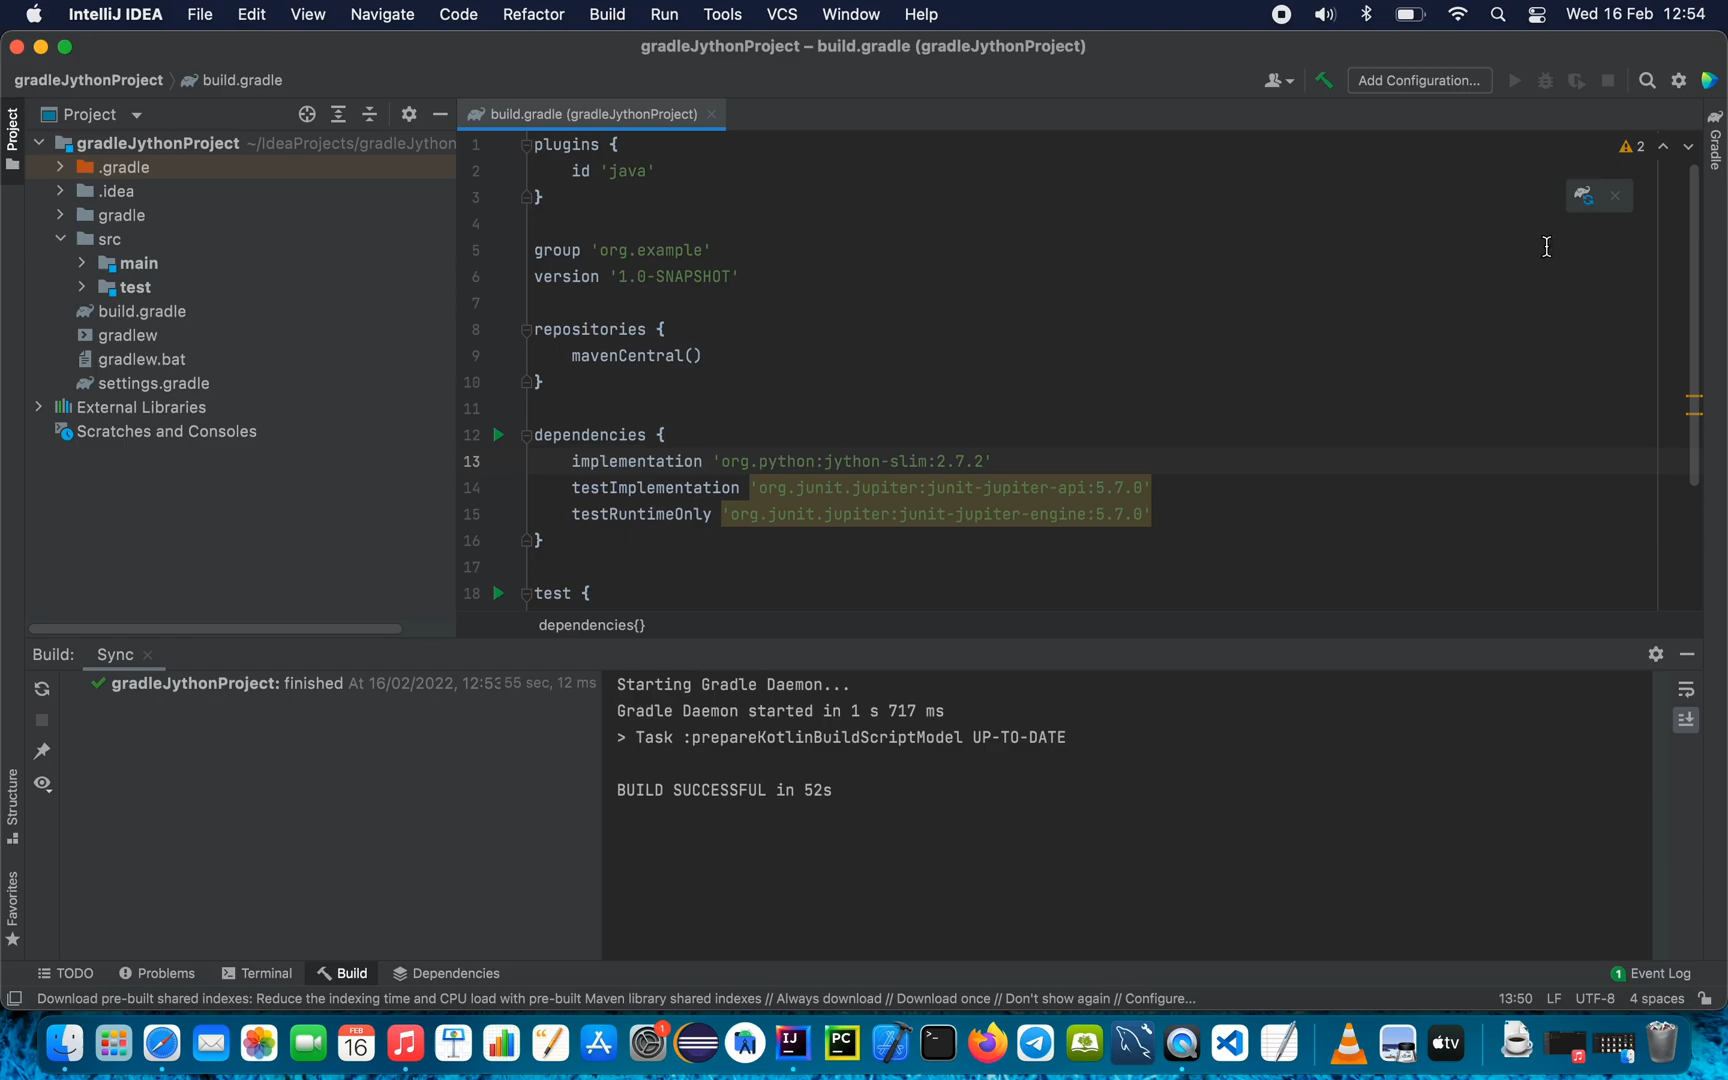 IntelliJ IDEA File Edit View Navigate Code Refactor Build Run Tools VCS Window Help Wed 16 Feb 12:54
gradleJythonProject – build.gradle (gradleJythonProject)
gradleJythonProject build.gradle Add Configuration...
Project
Project
build.gradle (gradleJythonProject)
Gradle
gradleJythonProject ~/IdeaProjects/gradleJython
.gradle
.idea
gradle
src
main
test
build.gradle
gradlew
gradlew.bat
settings.gradle
External Libraries
Scratches and Consoles
2
1 plugins {
2 id 'java'
3 }
4
5 group 'org.example'
6 version '1.0-SNAPSHOT'
7
8 repositories {
9 mavenCentral()
10 }
11
12 dependencies {
13 implementation 'org.python:jython-slim:2.7.2'
14 testImplementation 'org.junit.jupiter:junit-jupiter-api:5.7.0'
15 testRuntimeOnly 'org.junit.jupiter:junit-jupiter-engine:5.7.0'
16 }
17
18 test {
dependencies{}
Build: Sync
gradleJythonProject: finished At 16/02/2022, 12:53 55 sec, 12 ms
Starting Gradle Daemon...
Gradle Daemon started in 1 s 717 ms
> Task :prepareKotlinBuildScriptModel UP-TO-DATE
BUILD SUCCESSFUL in 52s
Structure
Favorites
TODO Problems Terminal Build Dependencies 1 Event Log
Download pre-built shared indexes: Reduce the indexing time and CPU load with pre-built Maven library shared indexes // Always download // Download once // Don't show again // Configure... 13:50 LF UTF-8 4 spaces
FEB
16
1
IJ
PC
tv